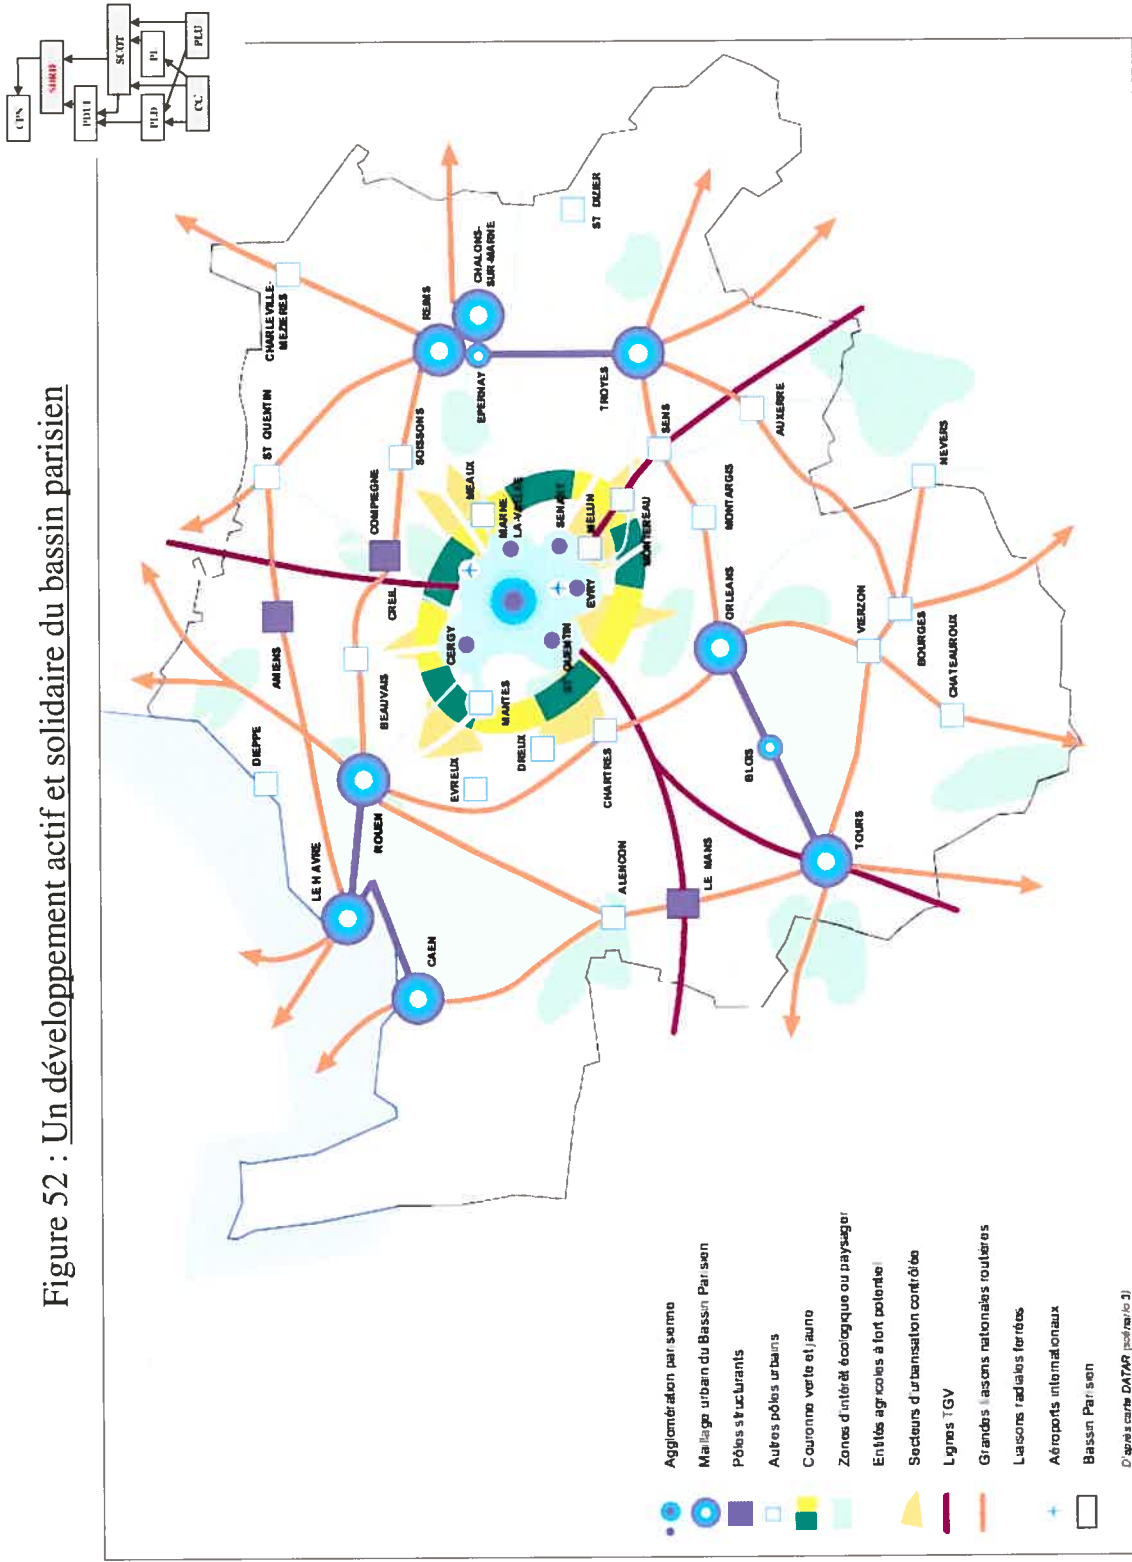 Figure 52 : Un développement actif et solidaire du bassin parisien
CPS
SDRIF
PDUI
SCOT
PLD
PL
CC
PLU
DIEPPE
LE HAVRE
ROUEN
CAEN
AMIENS
ST QUENTIN
CHARLEVILLE-
MEZIERES
BEAUVAIS
CREIL
COMPIEGNE
SOISSONS
REIMS
CHALONS-
SUR-MARNE
EPERNAY
ST DIZIER
EVREUX
MANTES
CERGY
MEAUX
MARNE
LA-VALLEE
SENART
MELUN
EVRY
ST QUENTIN
DREUX
CHARTRES
MONTEREAU
SENS
TROYES
ALENCON
LE MANS
ORLEANS
MONTARGIS
AUXERRE
BLOIS
TOURS
VIERZON
BOURGES
NEVERS
CHATEAUROUX
Agglomération parisienne
Maillage urbain du Bassin Parisien
Pôles structurants
Autres pôles urbains
Couronne verte et jaune
Zones d'intérêt écologique ou paysager
Entités agricoles à fort potentiel
Secteurs d'urbanisation contrôlée
Lignes TGV
Grandes liaisons nationales routières
Liaisons radiales ferrées
Aéroports internationaux
Bassin Parisien
D'après carte DATAR (scénario 3)